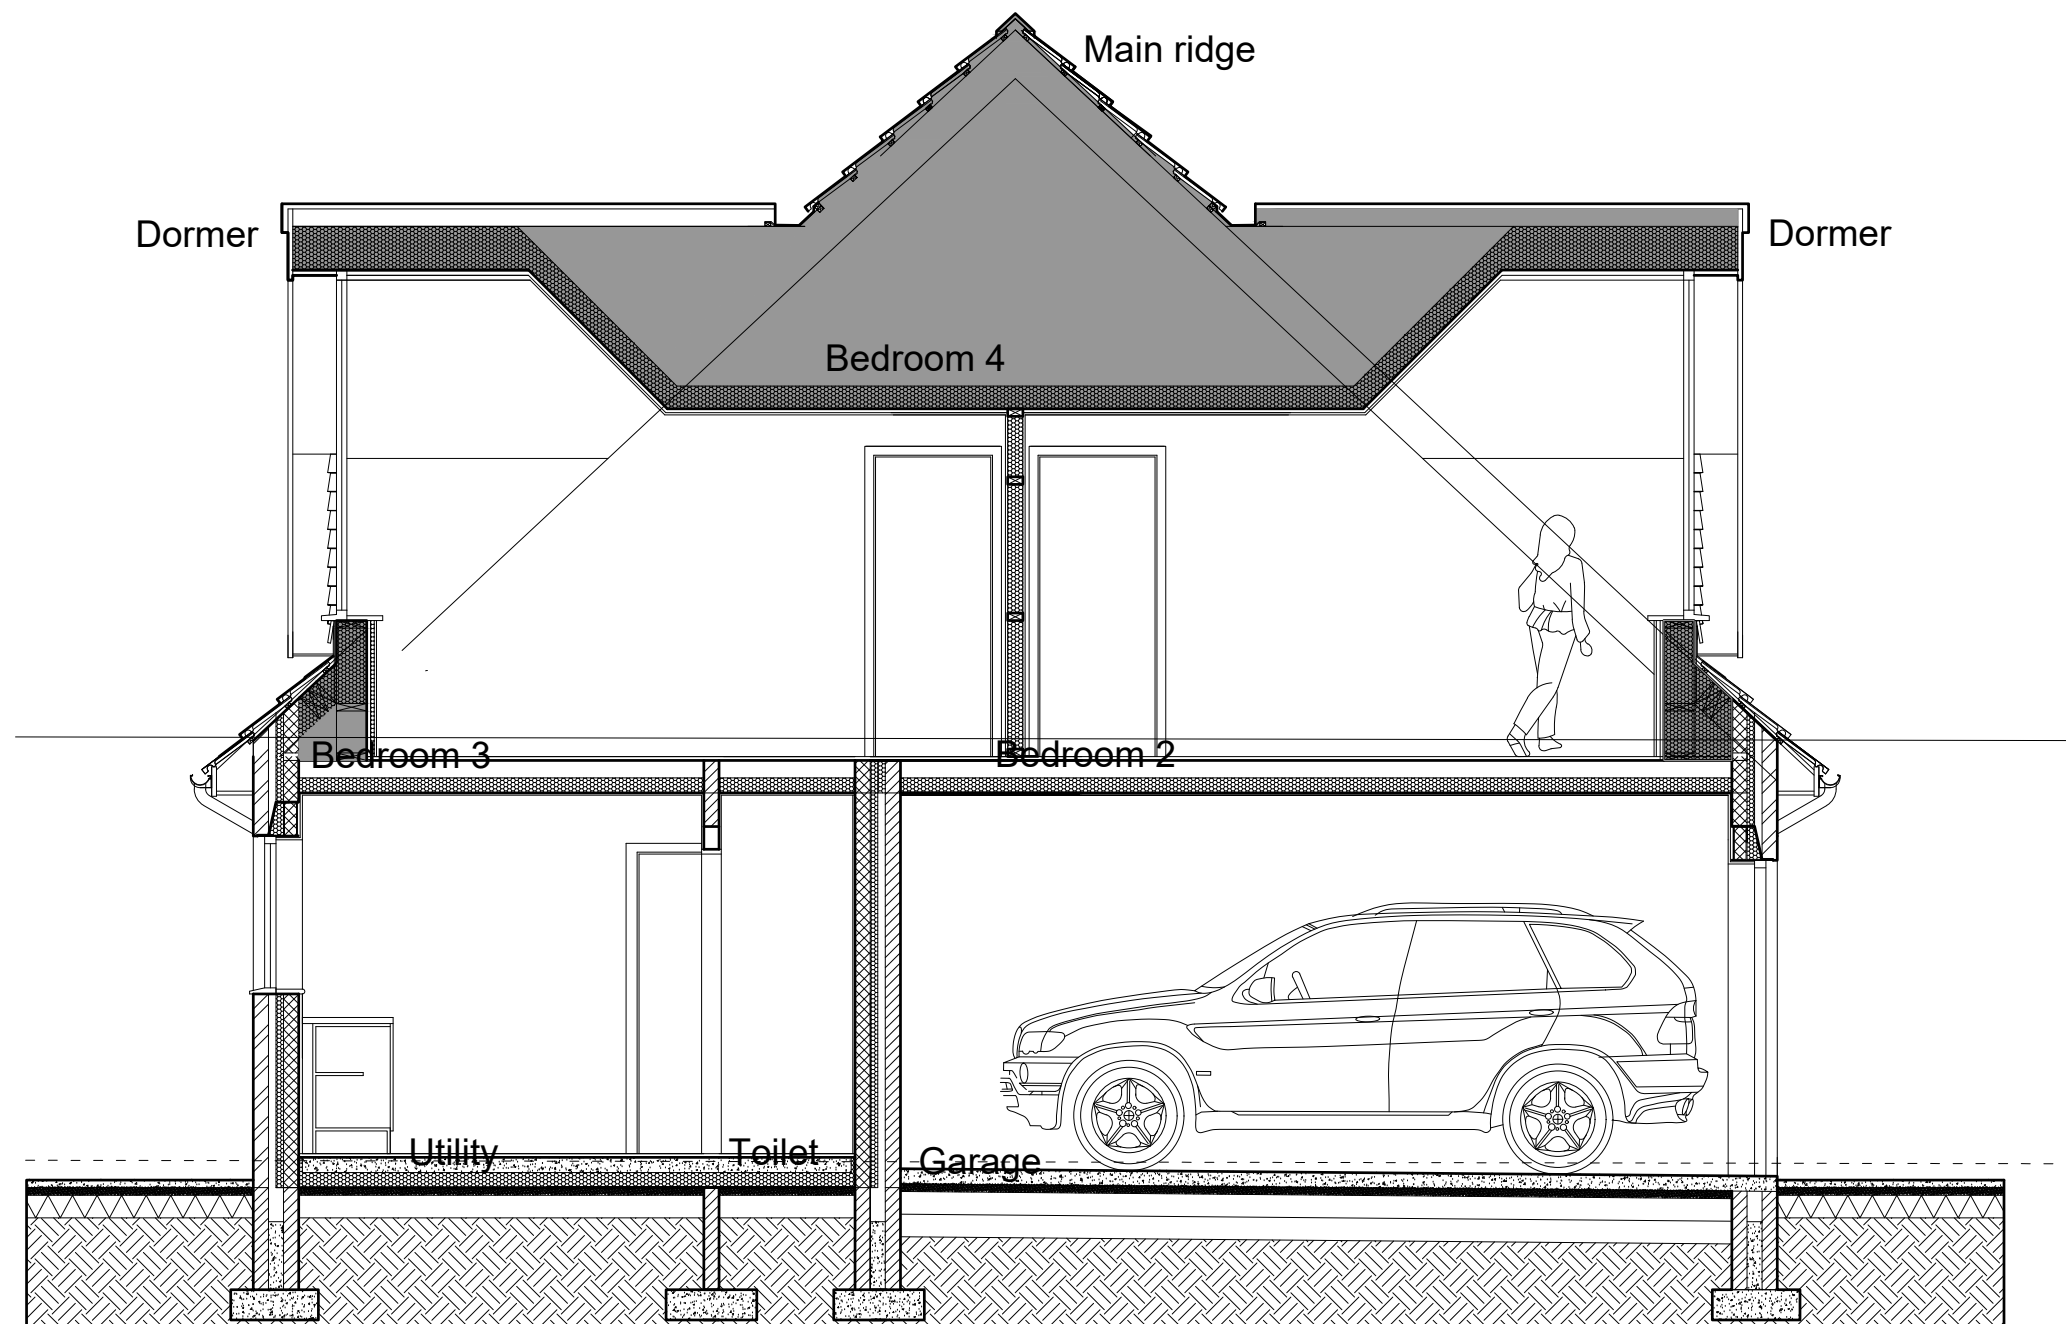 Main ridge
Dormer
Dormer
Bedroom 4
Bedroom 3
Bedroom 2
Utility
Toilet
Garage